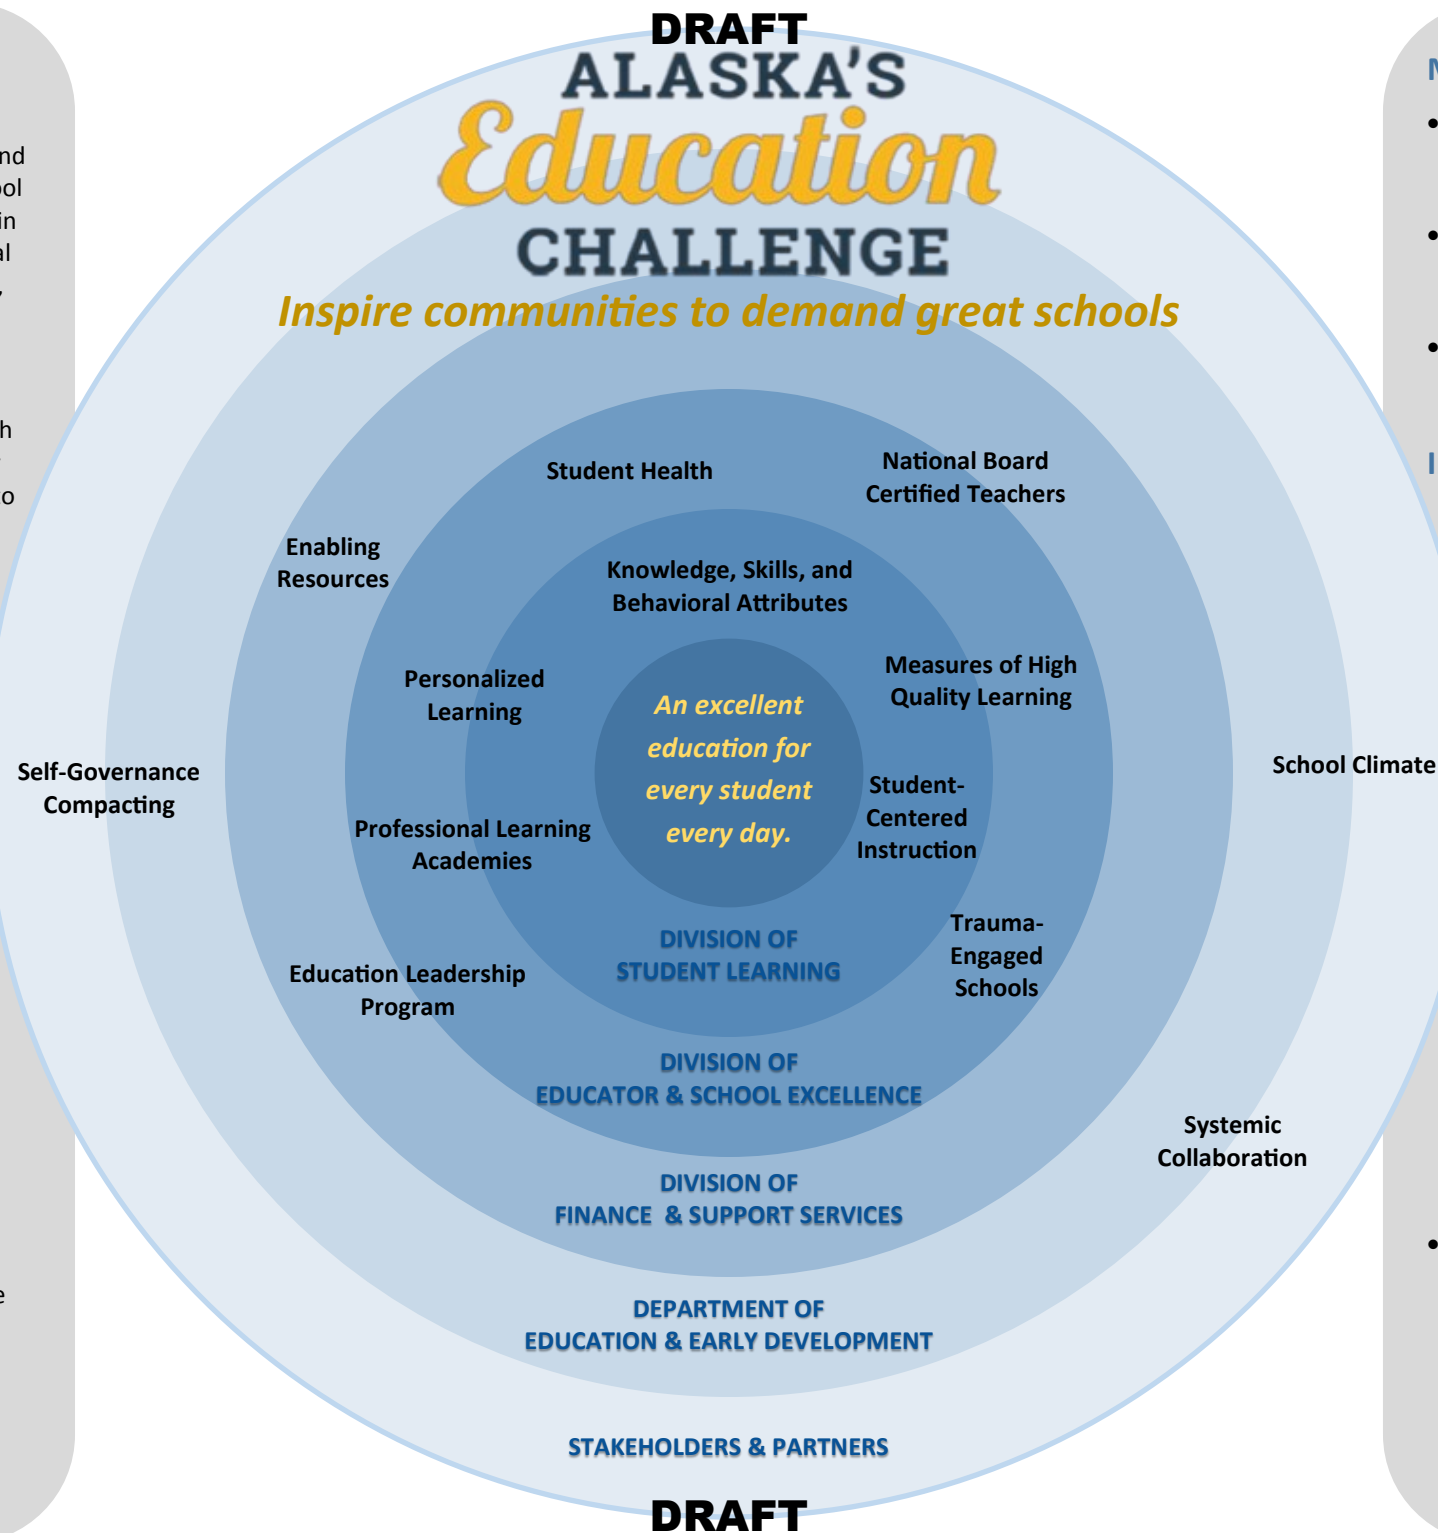 DRAFT
ALASKA'S
Education
CHALLENGE
Inspire communities to demand great schools
Student Health
National Board
Certified Teachers
Enabling
Resources
Knowledge, Skills, and
Behavioral Attributes
Personalized
Learning
Measures of High
Quality Learning
An excellent
education for
every student
every day.
Self-Governance
Compacting
School Climate
Student-
Centered
Instruction
Professional Learning
Academies
Trauma-
Engaged
Schools
Education Leadership
Program
DIVISION OF
STUDENT LEARNING
DIVISION OF
EDUCATOR & SCHOOL EXCELLENCE
Systemic
Collaboration
DIVISION OF
FINANCE & SUPPORT SERVICES
DEPARTMENT OF
EDUCATION & EARLY DEVELOPMENT
STAKEHOLDERS & PARTNERS
DRAFT